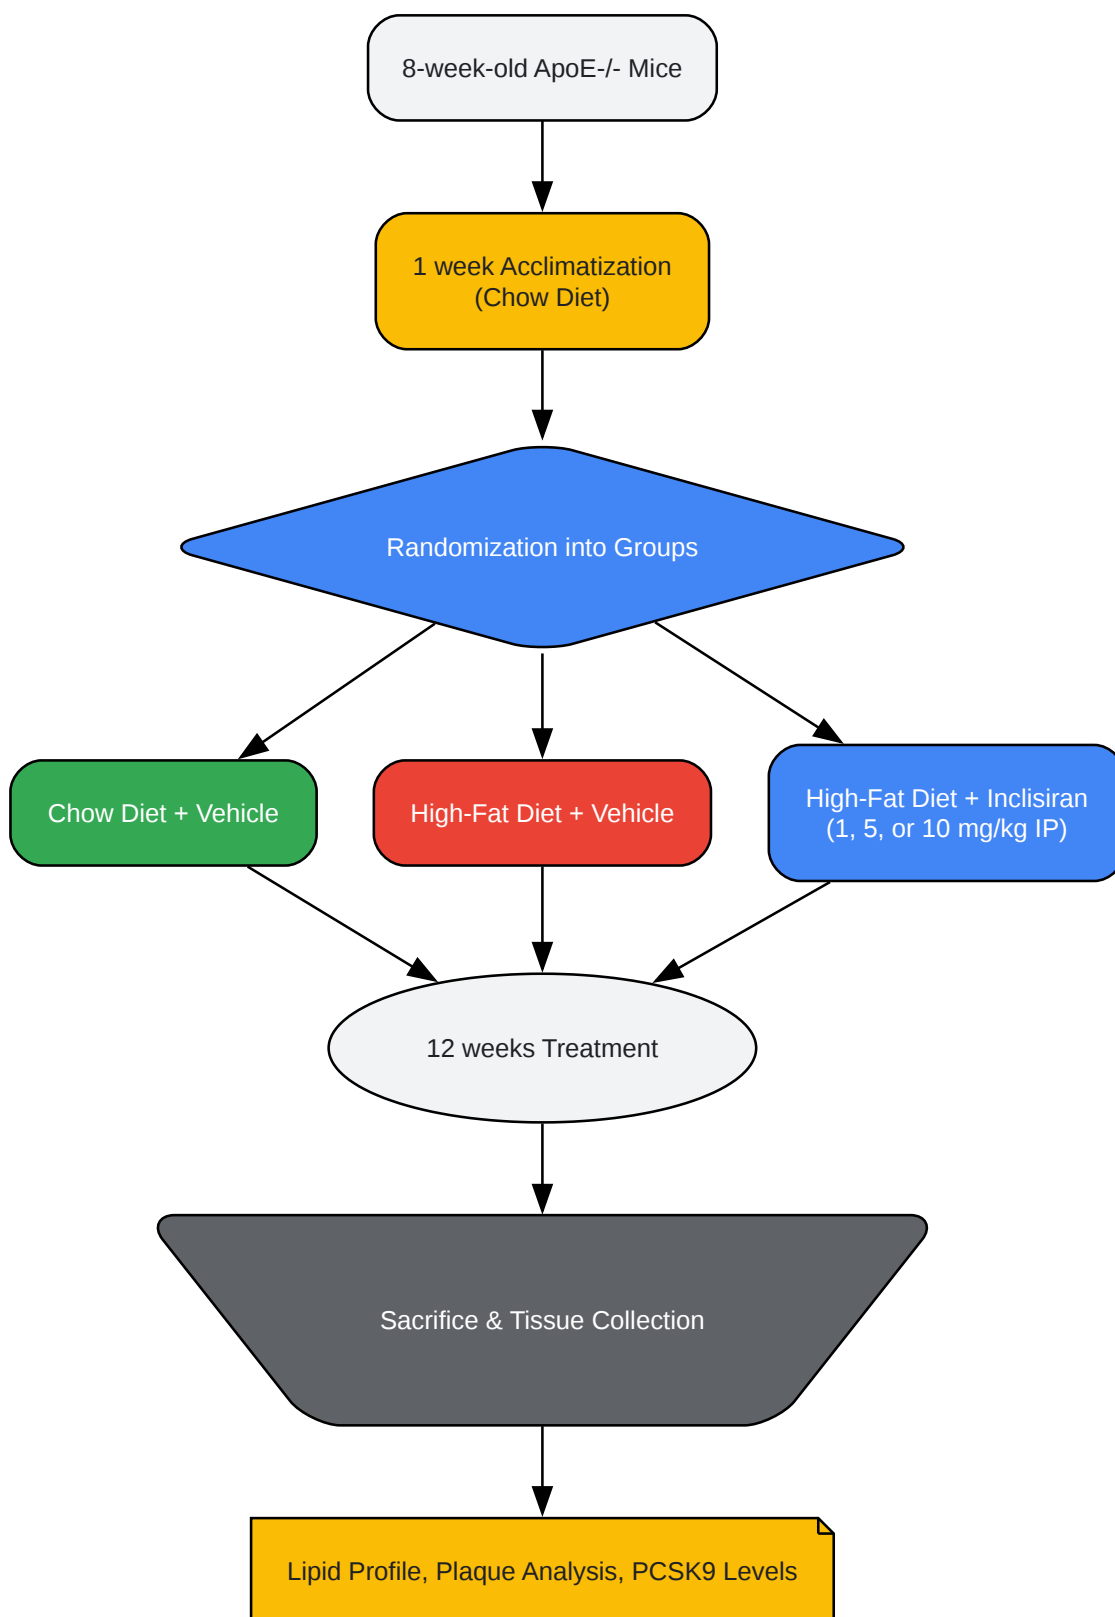 8-week-old ApoE-/- Mice
1 week Acclimatization
(Chow Diet)
Randomization into Groups
Chow Diet + Vehicle
High-Fat Diet + Vehicle
High-Fat Diet + Inclisiran
(1, 5, or 10 mg/kg IP)
12 weeks Treatment
Sacrifice & Tissue Collection
Lipid Profile, Plaque Analysis, PCSK9 Levels